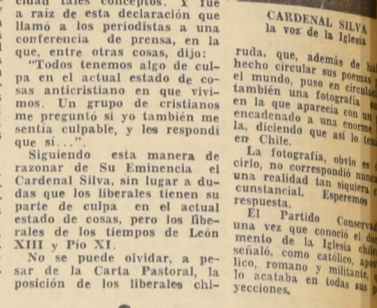 cidad tales conceptos. Y fue
a raíz de esta declaración que
llamó a los periodistas a una
conferencia de prensa, en la
que, entre otras cosas, dijo:
"Todos tenemos algo de cul-
pa en el actual estado de co-
sas anticristiano en que vivi-
mos. Un grupo de cristianos
me preguntó si yo también me
sentía culpable, y les respondí
que sí...".
Siguiendo esta manera de
razonar de Su Eminencia el
Cardenal Silva, sin lugar a du-
das que los liberales tienen su
parte de culpa en el actual
estado de cosas, pero los libe-
rales de los tiempos de León
XIII y Pío XI.
No se puede olvidar, a pe-
sar de la Carta Pastoral, la
posición de los liberales chi-
CARDENAL SILVA
la voz de la Iglesia
ruda, que, además de
hecho circular sus poemas
el mundo, puso en
también una fotografía
en la que aparecía con un
encadenado a una enorme
la, diciendo que así lo
en Chile.
La fotografía, obvio es
cirlo, no correspondió
una realidad tan siquiera
cunstancial. Esperemos
respuesta.
El Partido
una vez que conoció el
mento de la Iglesia
señaló, como católico,
lico, romano y militante,
lo acataba en todas sus
yecciones.